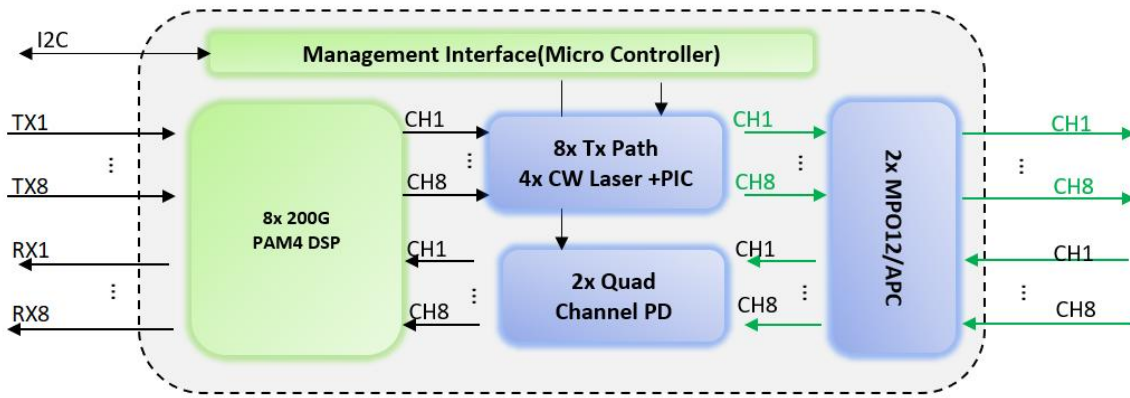 I2C
Management Interface(Micro Controller)
TX1
...
TX8
RX1
...
RX8
8x 200G
PAM4 DSP
CH1
...
CH8
CH1
...
CH8
8x Tx Path
4x CW Laser +PIC
2x Quad
Channel PD
CH1
...
CH8
CH1
...
CH8
2x MPO12/APC
CH1
...
CH8
CH1
...
CH8